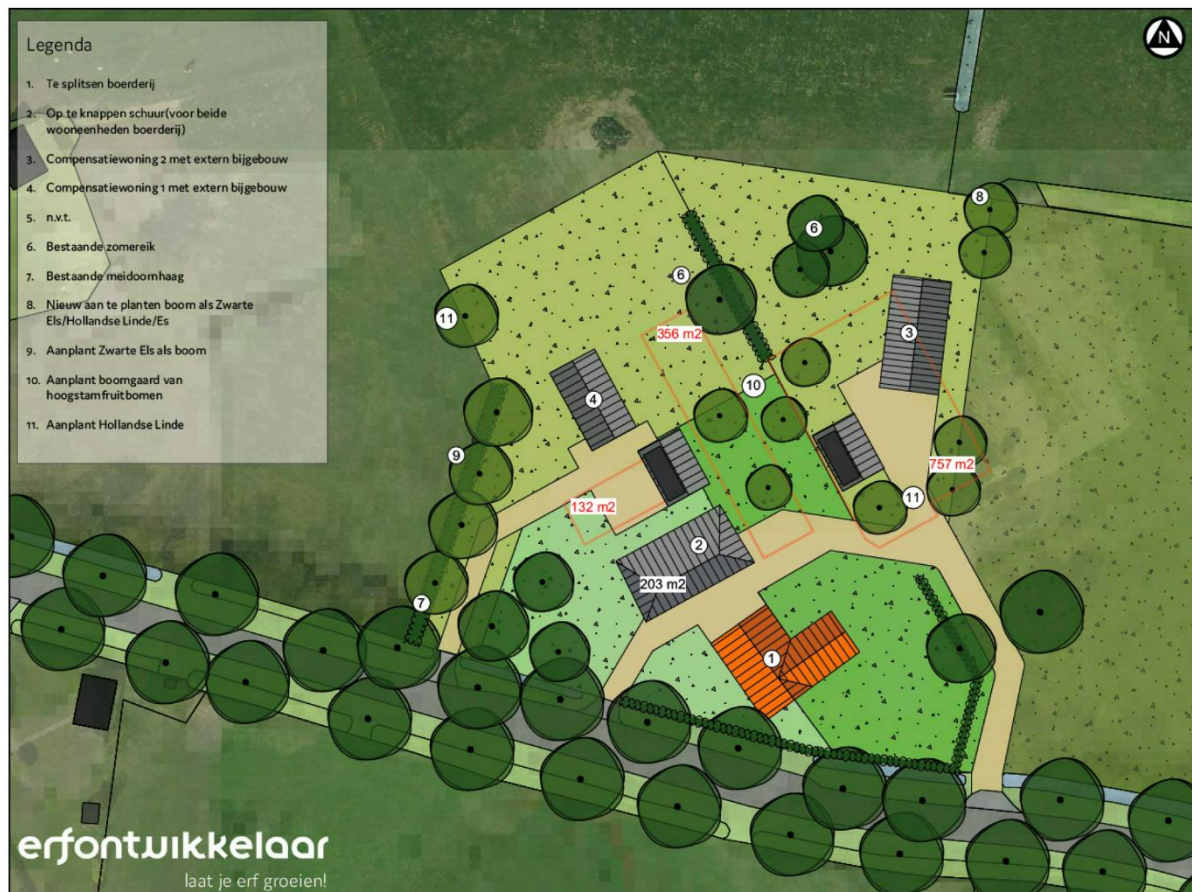 Legenda
1. Te splitsen boerderij
2. Op te knappen schuur(voor beide
wooneenheden boerderij)
3. Compensatiewoning 2 met extern bijgebouw
4. Compensatiewoning 1 met extern bijgebouw
5. n.v.t.
6. Bestaande zomereik
7. Bestaande meidoornhaag
8. Nieuw aan te planten boom als Zwarte
Els/Hollandse Linde/Es
9. Aanplant Zwarte Els als boom
10. Aanplant boomgaard van
hoogstamfruitbomen
11. Aanplant Hollandse Linde
N
8
6
6
11
356 m2
3
10
4
9
757 m2
11
132 m2
2
203 m2
7
1
erfontwikkelaar
laat je erf groeien!